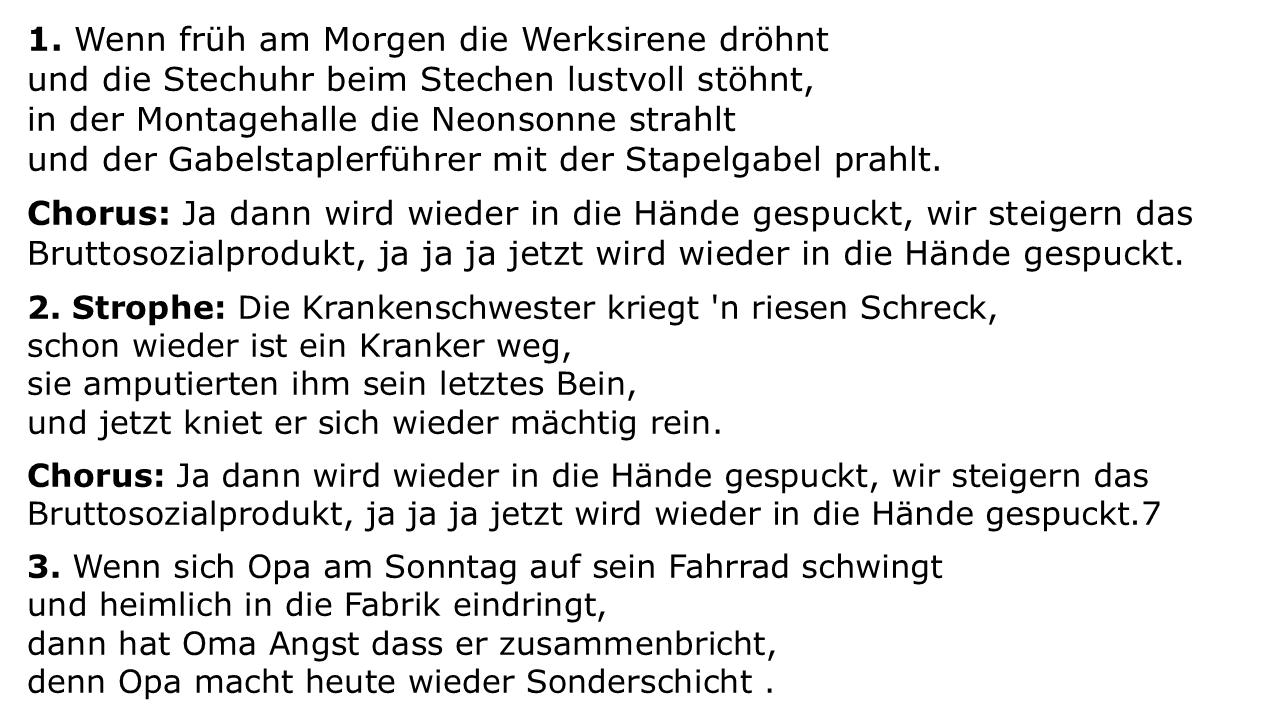 1. Wenn früh am Morgen die Werksirene dröhnt
und die Stechuhr beim Stechen lustvoll stöhnt,
in der Montagehalle die Neonsonne strahlt
und der Gabelstaplerführer mit der Stapelgabel prahlt.
Chorus: Ja dann wird wieder in die Hände gespuckt, wir steigern das
Bruttosozialprodukt, ja ja ja jetzt wird wieder in die Hände gespuckt.
2. Strophe: Die Krankenschwester kriegt 'n riesen Schreck,
schon wieder ist ein Kranker weg,
sie amputierten ihm sein letztes Bein,
und jetzt kniet er sich wieder mächtig rein.
Chorus: Ja dann wird wieder in die Hände gespuckt, wir steigern das
Bruttosozialprodukt, ja ja ja jetzt wird wieder in die Hände gespuckt.7
3. Wenn sich Opa am Sonntag auf sein Fahrrad schwingt
und heimlich in die Fabrik eindringt,
dann hat Oma Angst dass er zusammenbricht,
denn Opa macht heute wieder Sonderschicht .